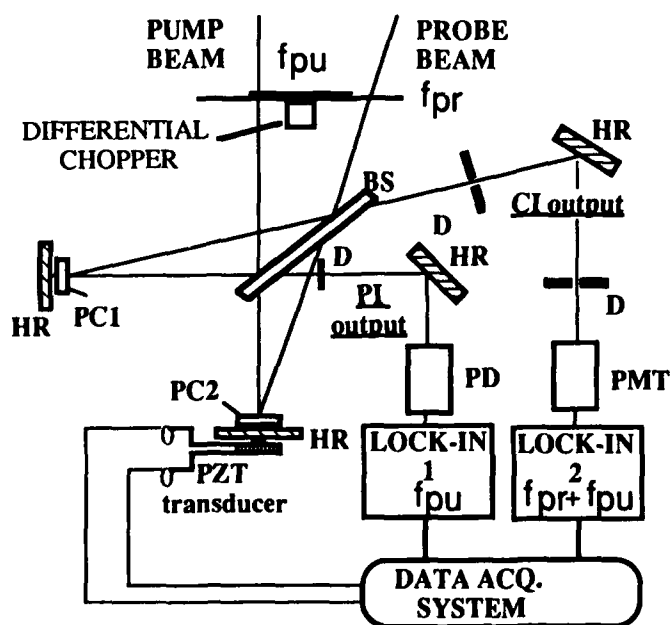 PUMP
BEAM
PROBE
BEAM
fpu
fpr
DIFFERENTIAL
CHOPPER
HR
BS
CI output
D
D
HR
PI
output
D
HR
PC1
PD
PMT
PC2
HR
PZT
transducer
LOCK-IN
1
fpu
LOCK-IN
2
fpr+ fpu
DATA ACQ.
SYSTEM